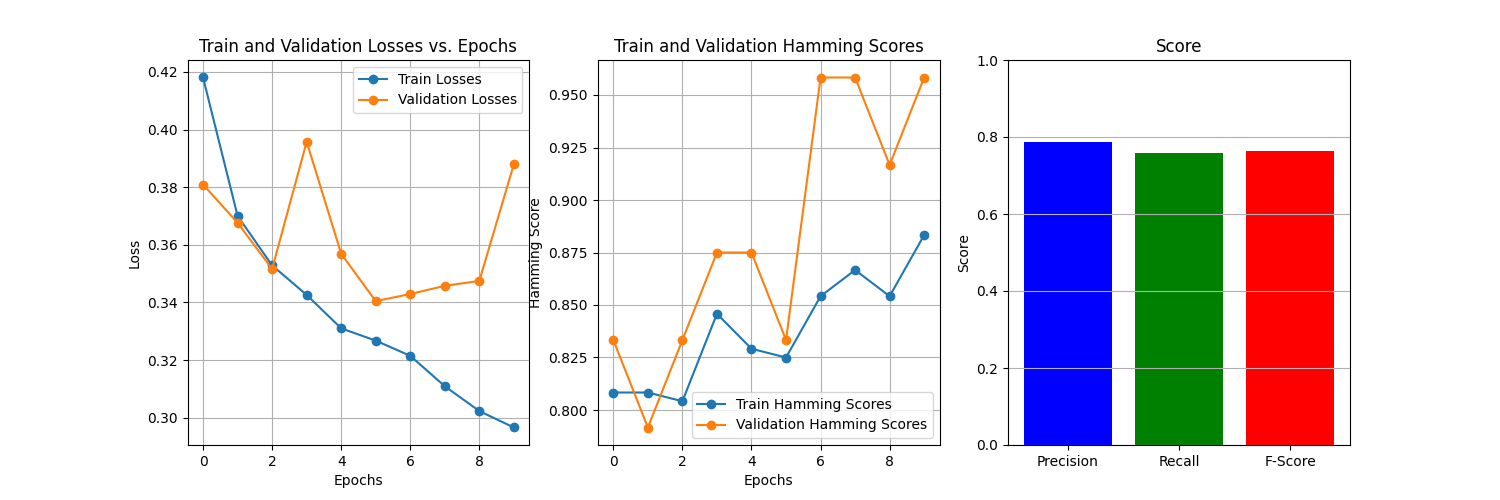 Train and Validation Losses vs. Epochs
0.42
0.40
0.38
0.36
0.34
0.32
0.30
Loss
Train Losses
Validation Losses
0 2 4 6 8
Epochs
Train and Validation Hamming Scores
0.950
0.925
0.900
0.875
0.850
0.825
0.800
Hamming Score
Train Hamming Scores
Validation Hamming Scores
0 2 4 6 8
Epochs
Score
1.0
0.8
0.6
0.4
0.2
0.0
Score
Precision Recall F-Score